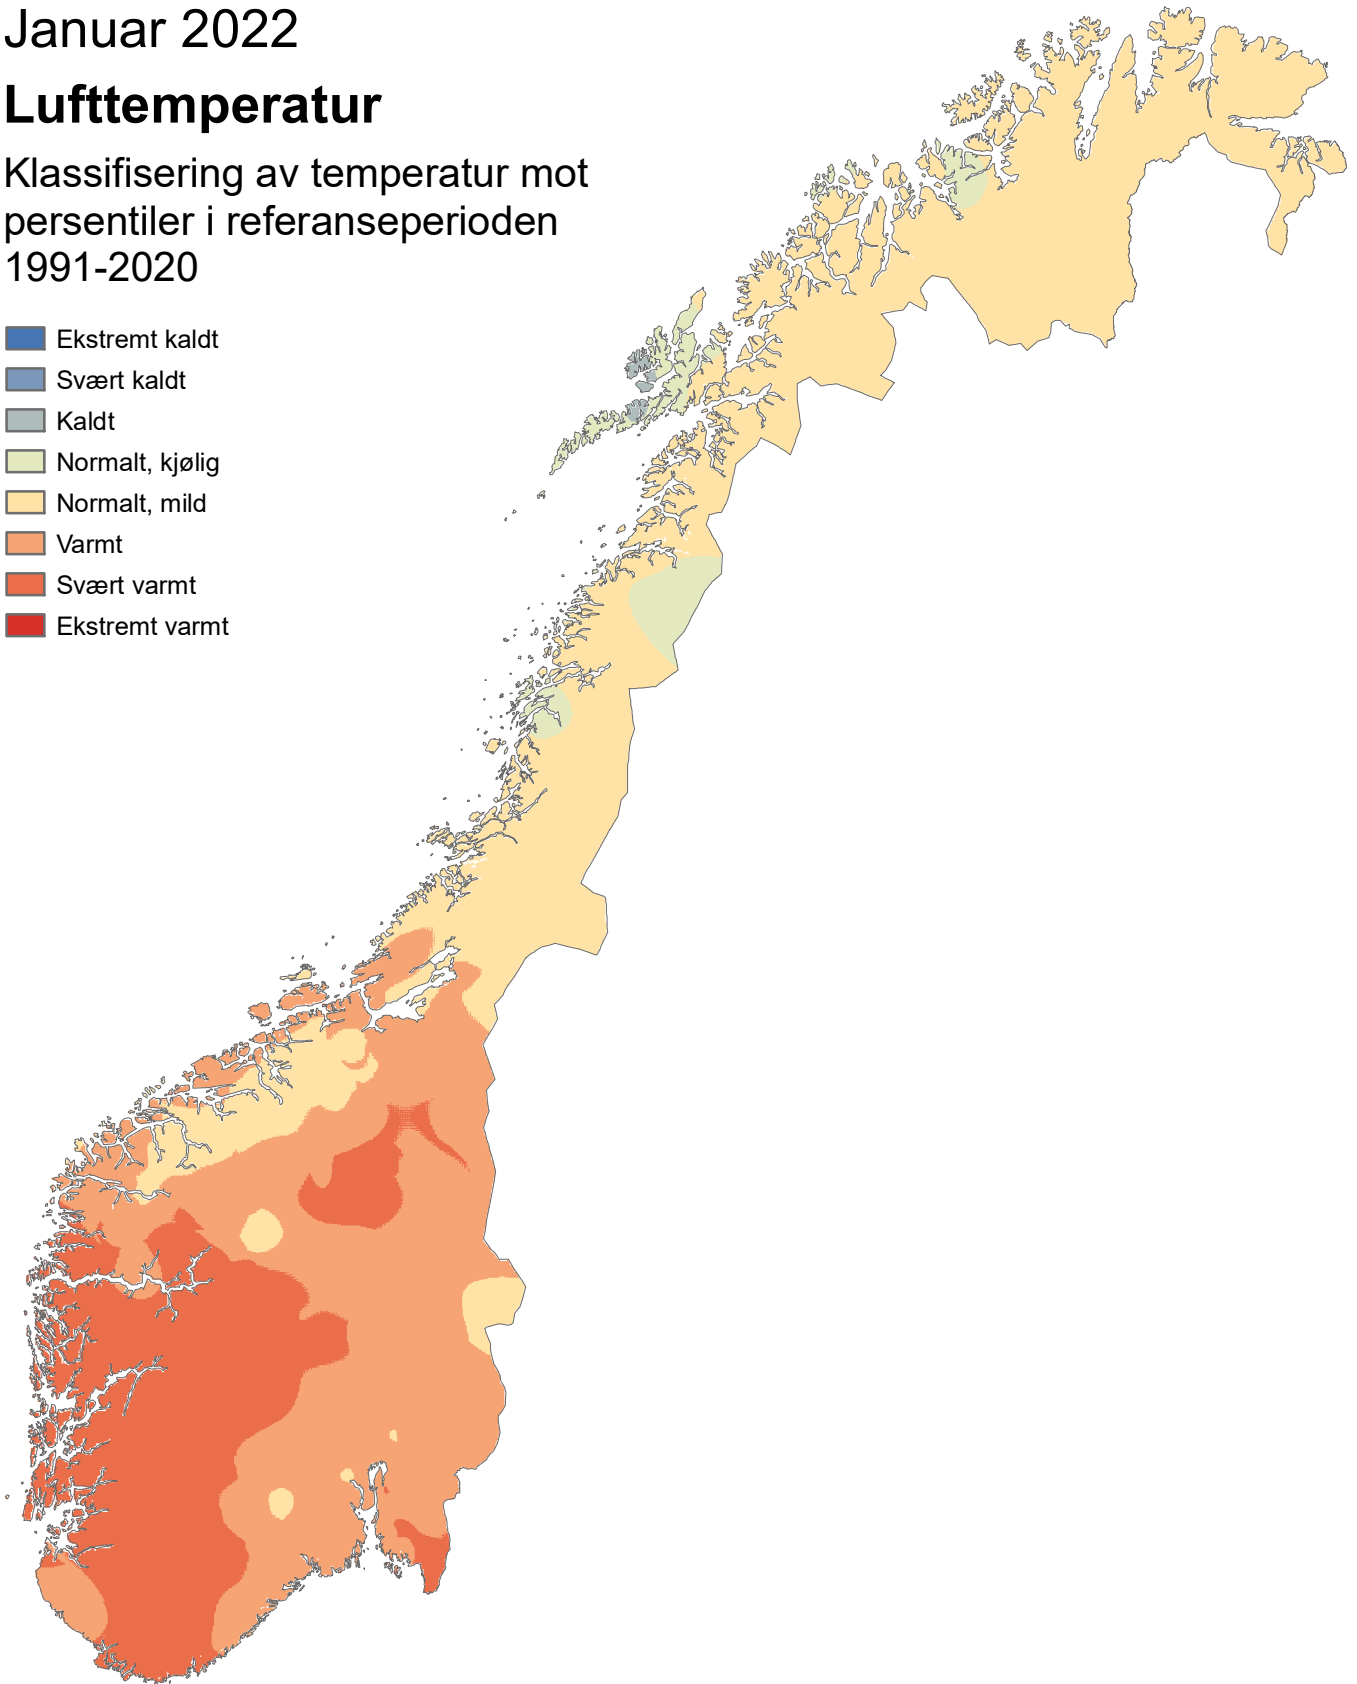 Januar 2022
Lufttemperatur
Klassifisering av temperatur mot
persentiler i referanseperioden
1991-2020
Ekstremt kaldt
Svært kaldt
Kaldt
Normalt, kjølig
Normalt, mild
Varmt
Svært varmt
Ekstremt varmt